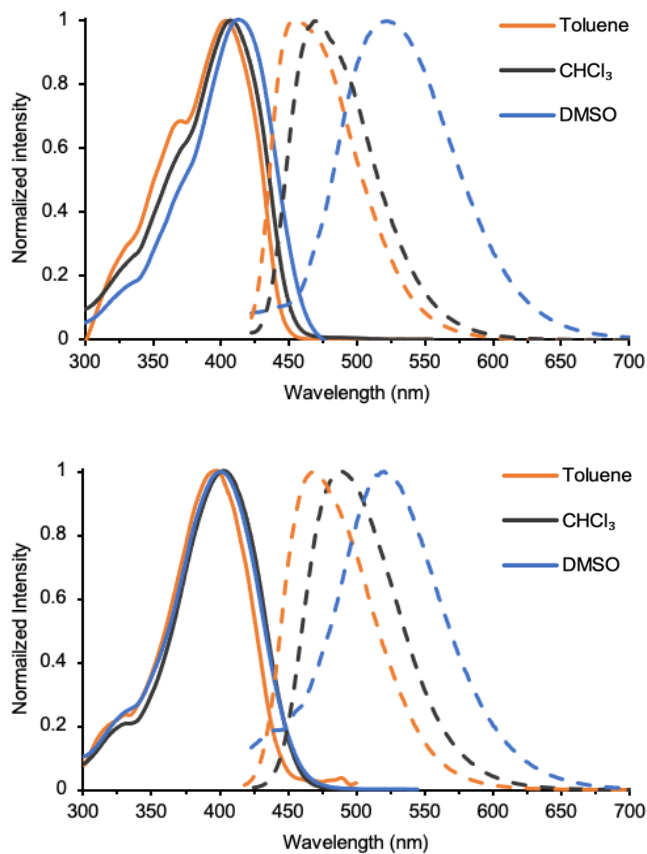 Normalized intensity
1
0.8
0.6
0.4
0.2
0
300 350 400 450 500 550 600 650 700
Wavelength (nm)
Toluene
CHCl₃
DMSO
Normalized Intensity
1
0.8
0.6
0.4
0.2
0
300 350 400 450 500 550 600 650 700
Wavelength (nm)
Toluene
CHCl₃
DMSO